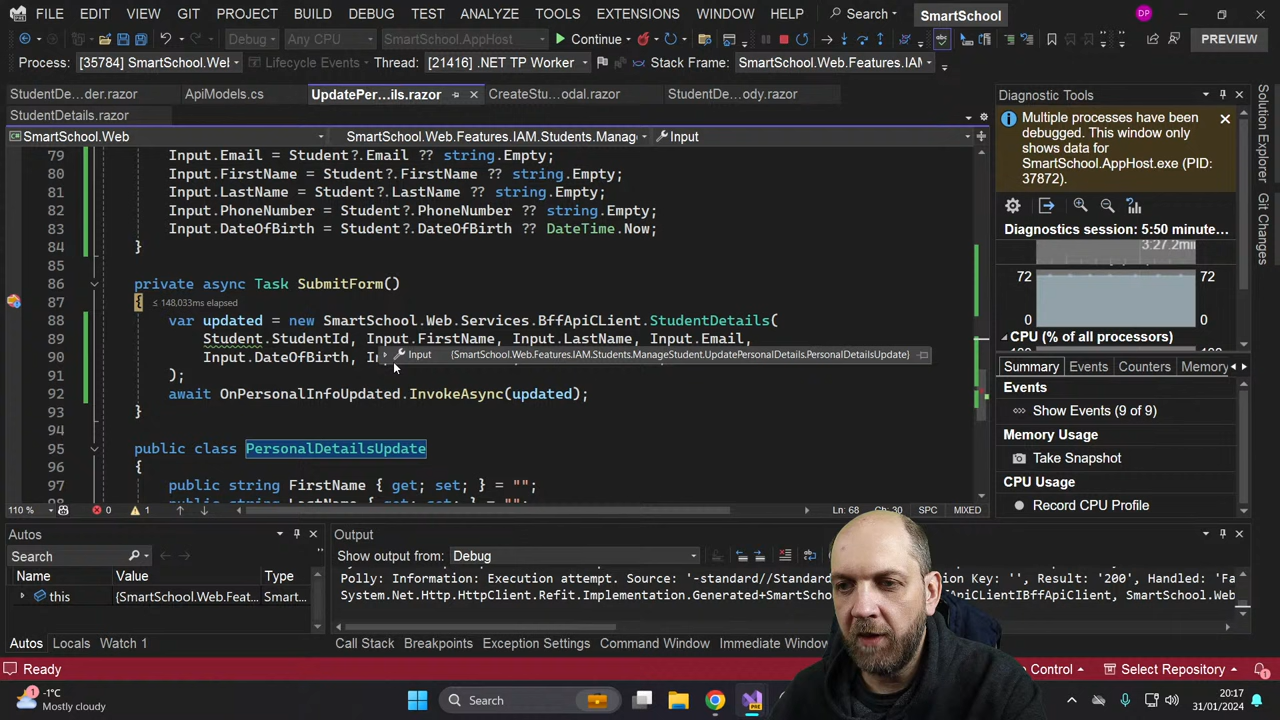 FILE EDIT VIEW GIT PROJECT BUILD DEBUG TEST ANALYZE TOOLS EXTENSIONS WINDOW HELP Search SmartSchool DP
Debug Any CPU SmartSchool.AppHost Continue PREVIEW
Process: [35784] SmartSchool.Web Lifecycle Events Thread: [21416] .NET TP Worker Stack Frame: SmartSchool.Web.Features.IAM
StudentDe...der.razor ApiModels.cs UpdatePer...ils.razor CreateStu...odal.razor StudentDe...ody.razor
StudentDetails.razor
SmartSchool.Web SmartSchool.Web.Features.IAM.Students.Manag Input
79 Input.Email = Student?.Email ?? string.Empty;
80 Input.FirstName = Student?.FirstName ?? string.Empty;
81 Input.LastName = Student?.LastName ?? string.Empty;
82 Input.PhoneNumber = Student?.PhoneNumber ?? string.Empty;
83 Input.DateOfBirth = Student?.DateOfBirth ?? DateTime.Now;
84 }
85
86 private async Task SubmitForm()
87 { ≤ 148,033ms elapsed
88 var updated = new SmartSchool.Web.Services.BffApiCLient.StudentDetails(
89 Student.StudentId, Input.FirstName, Input.LastName, Input.Email,
90 Input.DateOfBirth, In
Input {SmartSchool.Web.Features.IAM.Students.ManageStudent.UpdatePersonalDetails.PersonalDetailsUpdate}
91 );
92 await OnPersonalInfoUpdated.InvokeAsync(updated);
93 }
94
95 public class PersonalDetailsUpdate
96 {
97 public string FirstName { get; set; } = "";
98
110 % 0 1 Ln: 68 Ch: 30 SPC MIXED
Diagnostic Tools
Multiple processes have been
debugged. This window only
shows data for
SmartSchool.AppHost.exe (PID:
37872).
Diagnostics session: 5:50 minute...
3:27.2min
72 72
CPU (% of all processors)
100 100
Summary Events Counters Memory
Events
Show Events (9 of 9)
Memory Usage
Take Snapshot
CPU Usage
Record CPU Profile
Solution Explorer
Git Changes
Autos
Search
Name Value Type
this {SmartSchool.Web.Feat... Smart...
Autos Locals Watch 1
Output
Show output from: Debug
Polly: Information: Execution attempt. Source: '-standard//Standard Key: '', Result: '200', Handled: 'Fa
System.Net.Http.HttpClient.Refit.Implementation.Generated+SmartScho piCLientIBffApiClient, SmartSchool.Web
Call Stack Breakpoints Exception Settings Command Window Immediate Window
Ready Control Select Repository
1 -1°C
Mostly cloudy
Search
20:17
31/01/2024